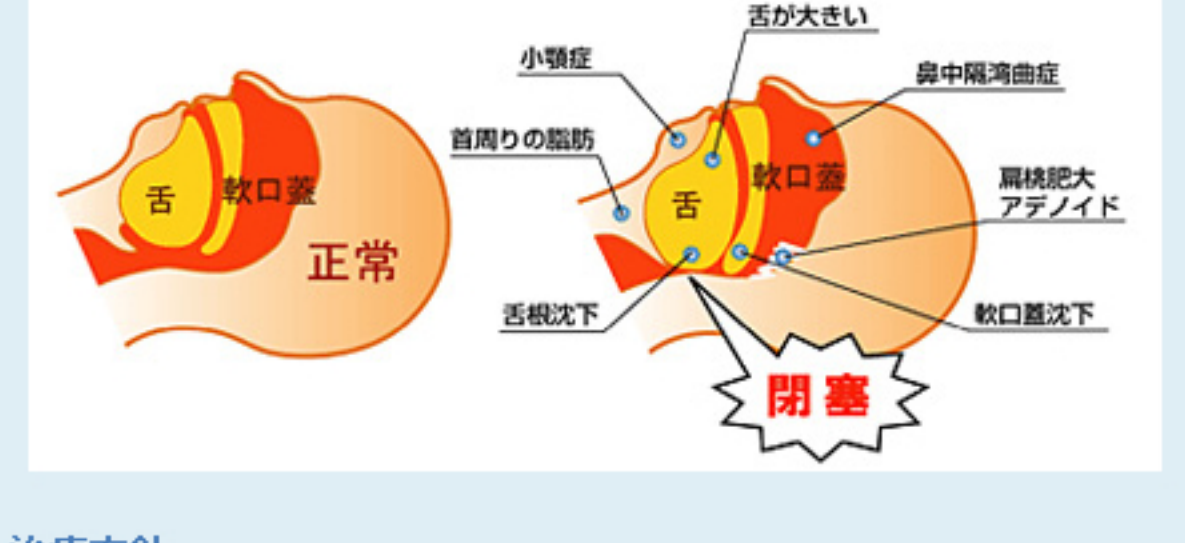 舌
軟口蓋
正常
舌が大きい
小顎症
鼻中隔湾曲症
首周りの脂肪
舌
軟口蓋
扁桃肥大
アデノイド
舌根沈下
軟口蓋沈下
閉塞